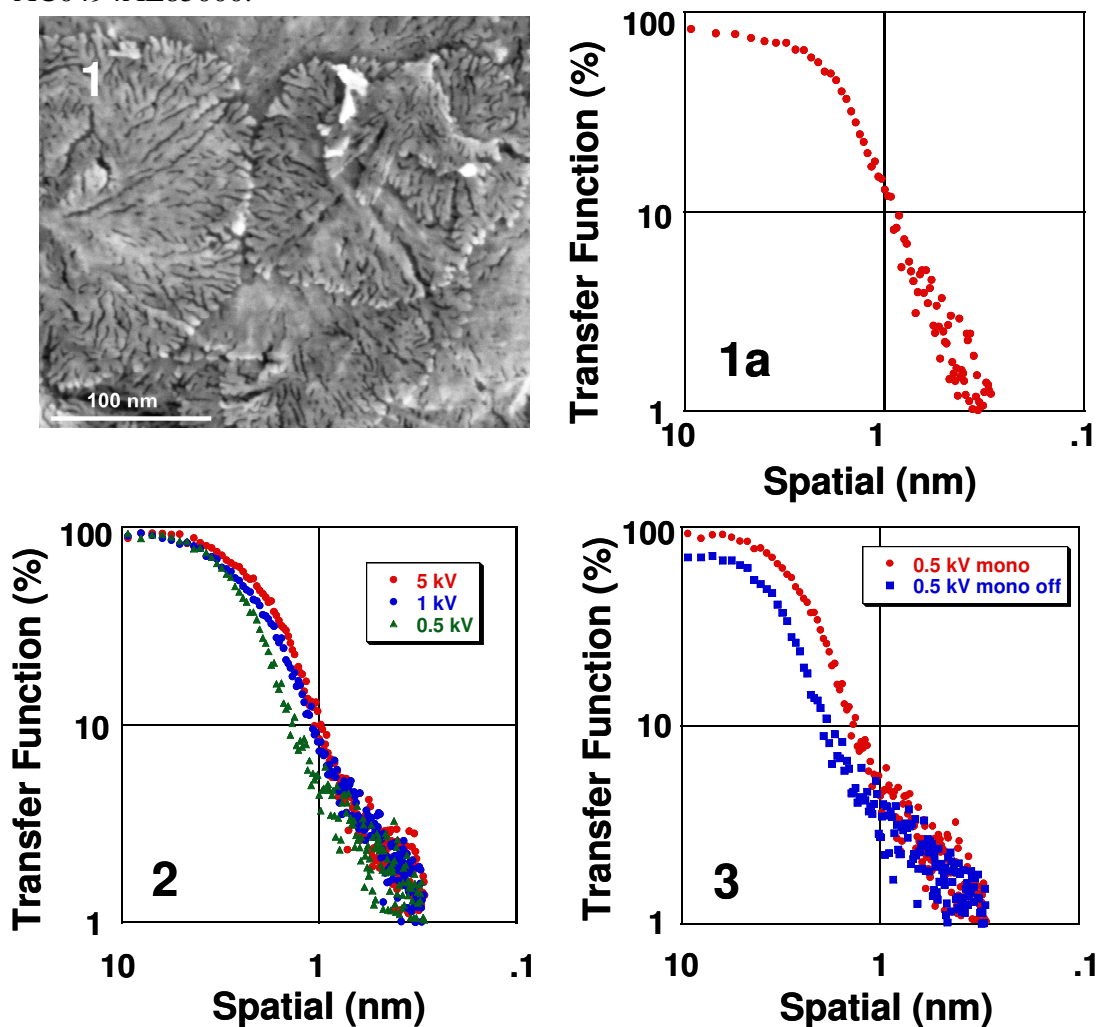 1
100 nm
100
10
1
Transfer Function (%)
1a
10
1
.1
Spatial (nm)
100
10
1
Transfer Function (%)
5 kV
1 kV
0.5 kV
2
10
1
.1
Spatial (nm)
100
10
1
Transfer Function (%)
0.5 kV mono
0.5 kV mono off
3
10
1
.1
Spatial (nm)